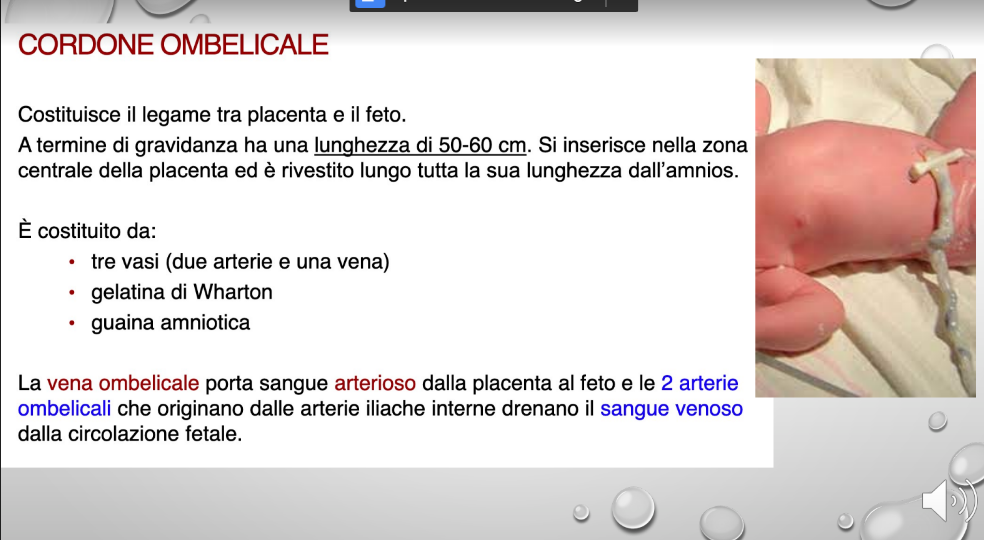 CORDONE OMBELICALE
Costituisce il legame tra placenta e il feto.
A termine di gravidanza ha una lunghezza di 50-60 cm. Si inserisce nella zona
centrale della placenta ed è rivestito lungo tutta la sua lunghezza dall'amnios.
È costituito da:
• tre vasi (due arterie e una vena)
• gelatina di Wharton
• guaina amniotica
La vena ombelicale porta sangue arterioso dalla placenta al feto e le 2 arterie
ombelicali che originano dalle arterie iliache interne drenano il sangue venoso
dalla circolazione fetale.